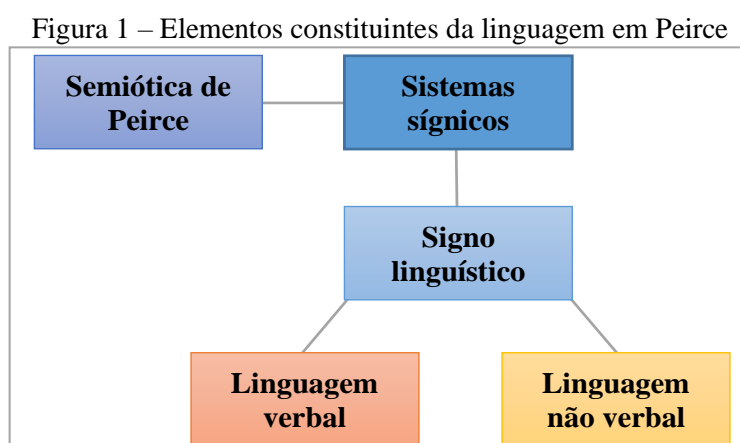 Figura 1 – Elementos constituintes da linguagem em Peirce
Semiótica de
Peirce
Sistemas
sígnicos
Signo
linguístico
Linguagem
verbal
Linguagem
não verbal